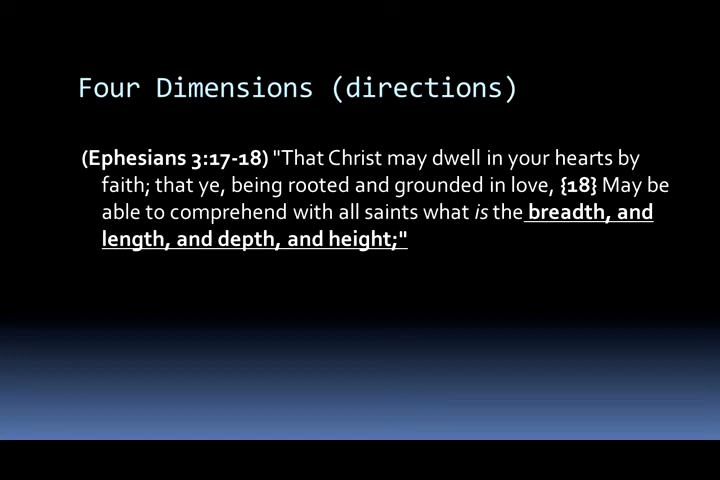 Four Dimensions (directions)
(Ephesians 3:17-18) "That Christ may dwell in your hearts by
faith; that ye, being rooted and grounded in love, {18} May be
able to comprehend with all saints what is the breadth, and
length, and depth, and height;"